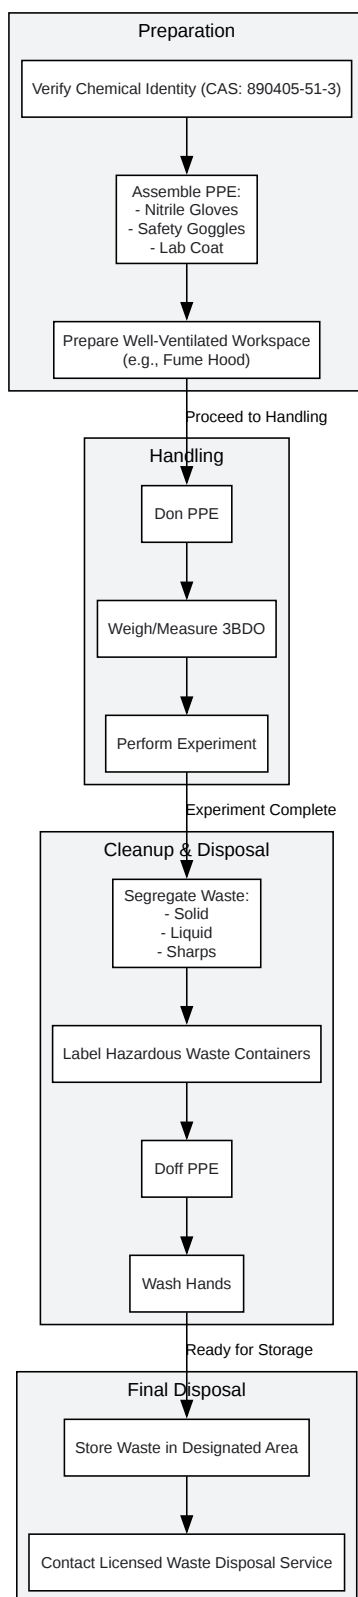 Preparation
Verify Chemical Identity (CAS: 890405-51-3)
Assemble PPE:
- Nitrile Gloves
- Safety Goggles
- Lab Coat
Prepare Well-Ventilated Workspace
(e.g., Fume Hood)
Proceed to Handling
Handling
Don PPE
Weigh/Measure 3BDO
Perform Experiment
Experiment Complete
Cleanup & Disposal
Segregate Waste:
- Solid
- Liquid
- Sharps
Label Hazardous Waste Containers
Doff PPE
Wash Hands
Ready for Storage
Final Disposal
Store Waste in Designated Area
Contact Licensed Waste Disposal Service